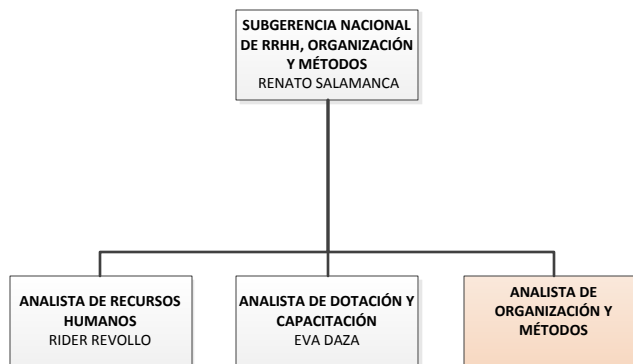 SUBGERENCIA NACIONAL
DE RRHH, ORGANIZACIÓN
Y MÉTODOS
RENATO SALAMANCA
ANALISTA DE RECURSOS
HUMANOS
RIDER REVOLLO
ANALISTA DE DOTACIÓN Y
CAPACITACIÓN
EVA DAZA
ANALISTA DE
ORGANIZACIÓN Y
MÉTODOS